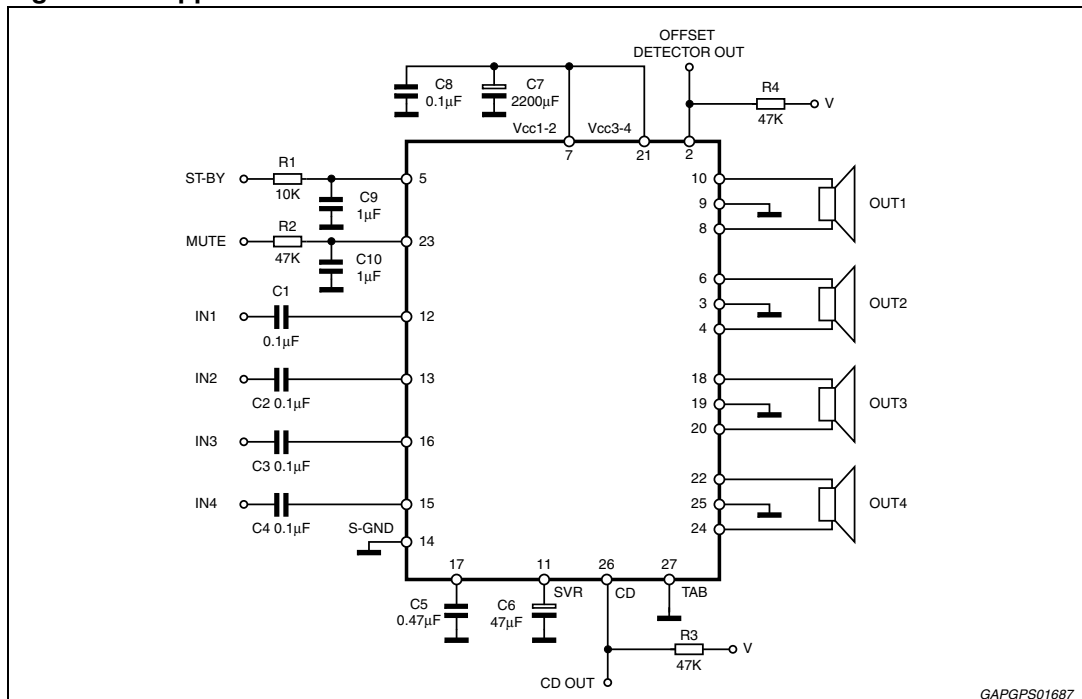 OFFSET
DETECTOR OUT
C8
0.1μF
C7
2200μF
R4
47K
V
Vcc1-2
Vcc3-4
7
21
2
ST-BY
R1
10K
5
C9
1μF
MUTE
R2
47K
23
C10
1μF
IN1
C1
0.1μF
12
IN2
C2 0.1μF
13
IN3
C3 0.1μF
16
IN4
C4 0.1μF
15
S-GND
14
10
9
8
OUT1
6
3
4
OUT2
18
19
20
OUT3
22
25
24
OUT4
17
11
26
27
SVR
CD
TAB
C5
0.47μF
C6
47μF
R3
47K
V
CD OUT
GAPGPS01687